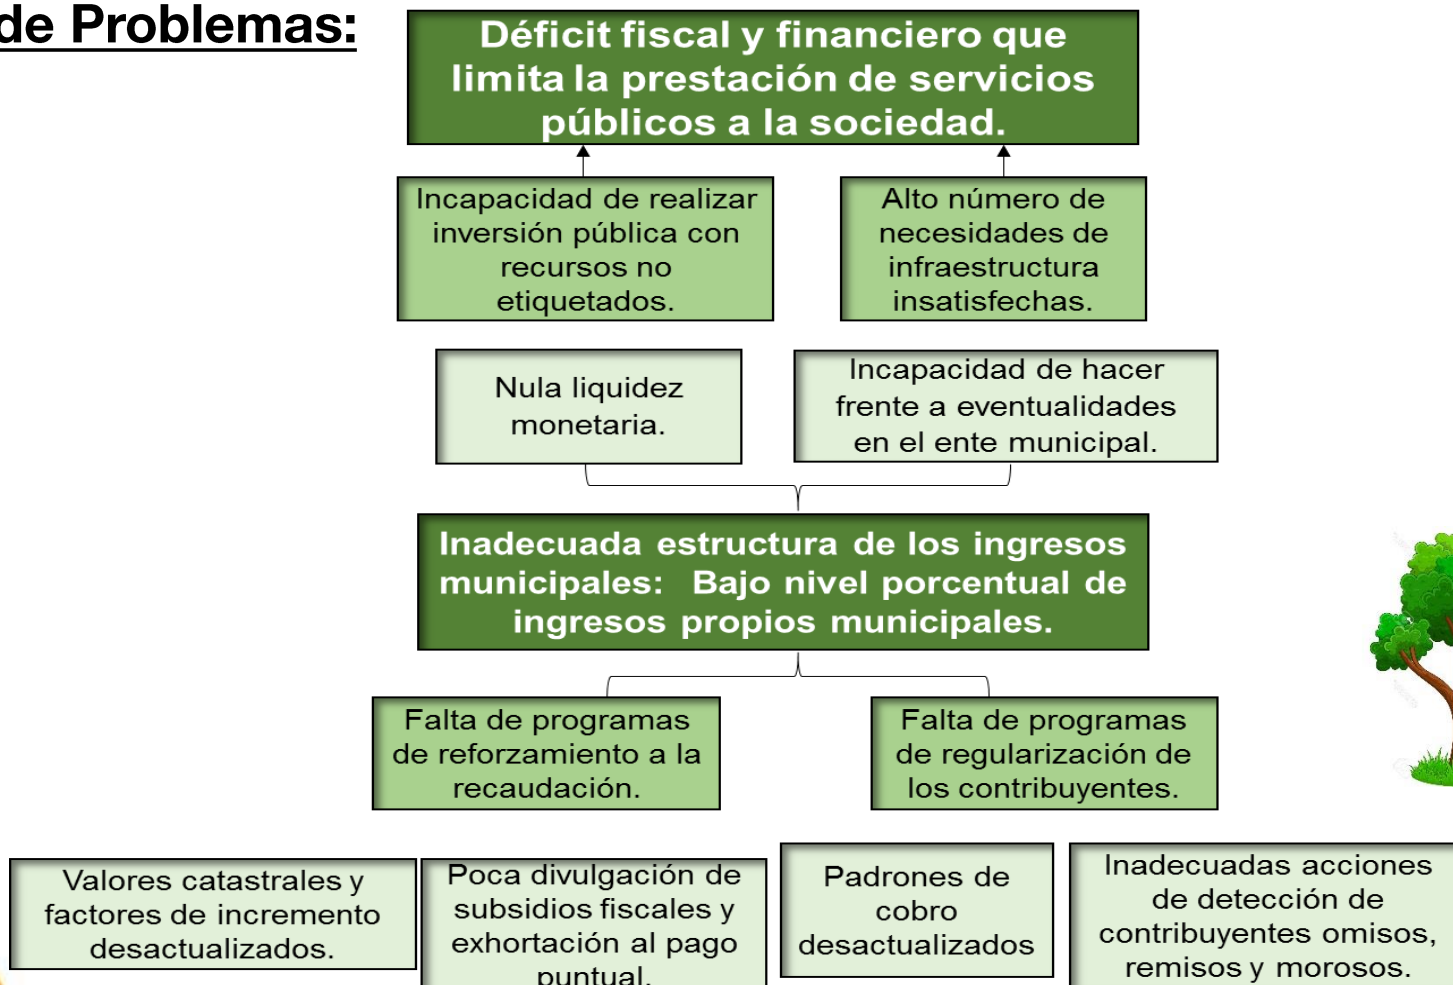 de Problemas:
Déficit fiscal y financiero que
limita la prestación de servicios
públicos a la sociedad.
Incapacidad de realizar
inversión pública con
recursos no
etiquetados.
Alto número de
necesidades de
infraestructura
insatisfechas.
Nula liquidez
monetaria.
Incapacidad de hacer
frente a eventualidades
en el ente municipal.
Inadecuada estructura de los ingresos
municipales: Bajo nivel porcentual de
ingresos propios municipales.
Falta de programas
de reforzamiento a la
recaudación.
Falta de programas
de regularización de
los contribuyentes.
Valores catastrales y
factores de incremento
desactualizados.
Poca divulgación de
subsidios fiscales y
exhortación al pago
puntual.
Padrones de
cobro
desactualizados
Inadecuadas acciones
de detección de
contribuyentes omisos,
remisos y morosos.